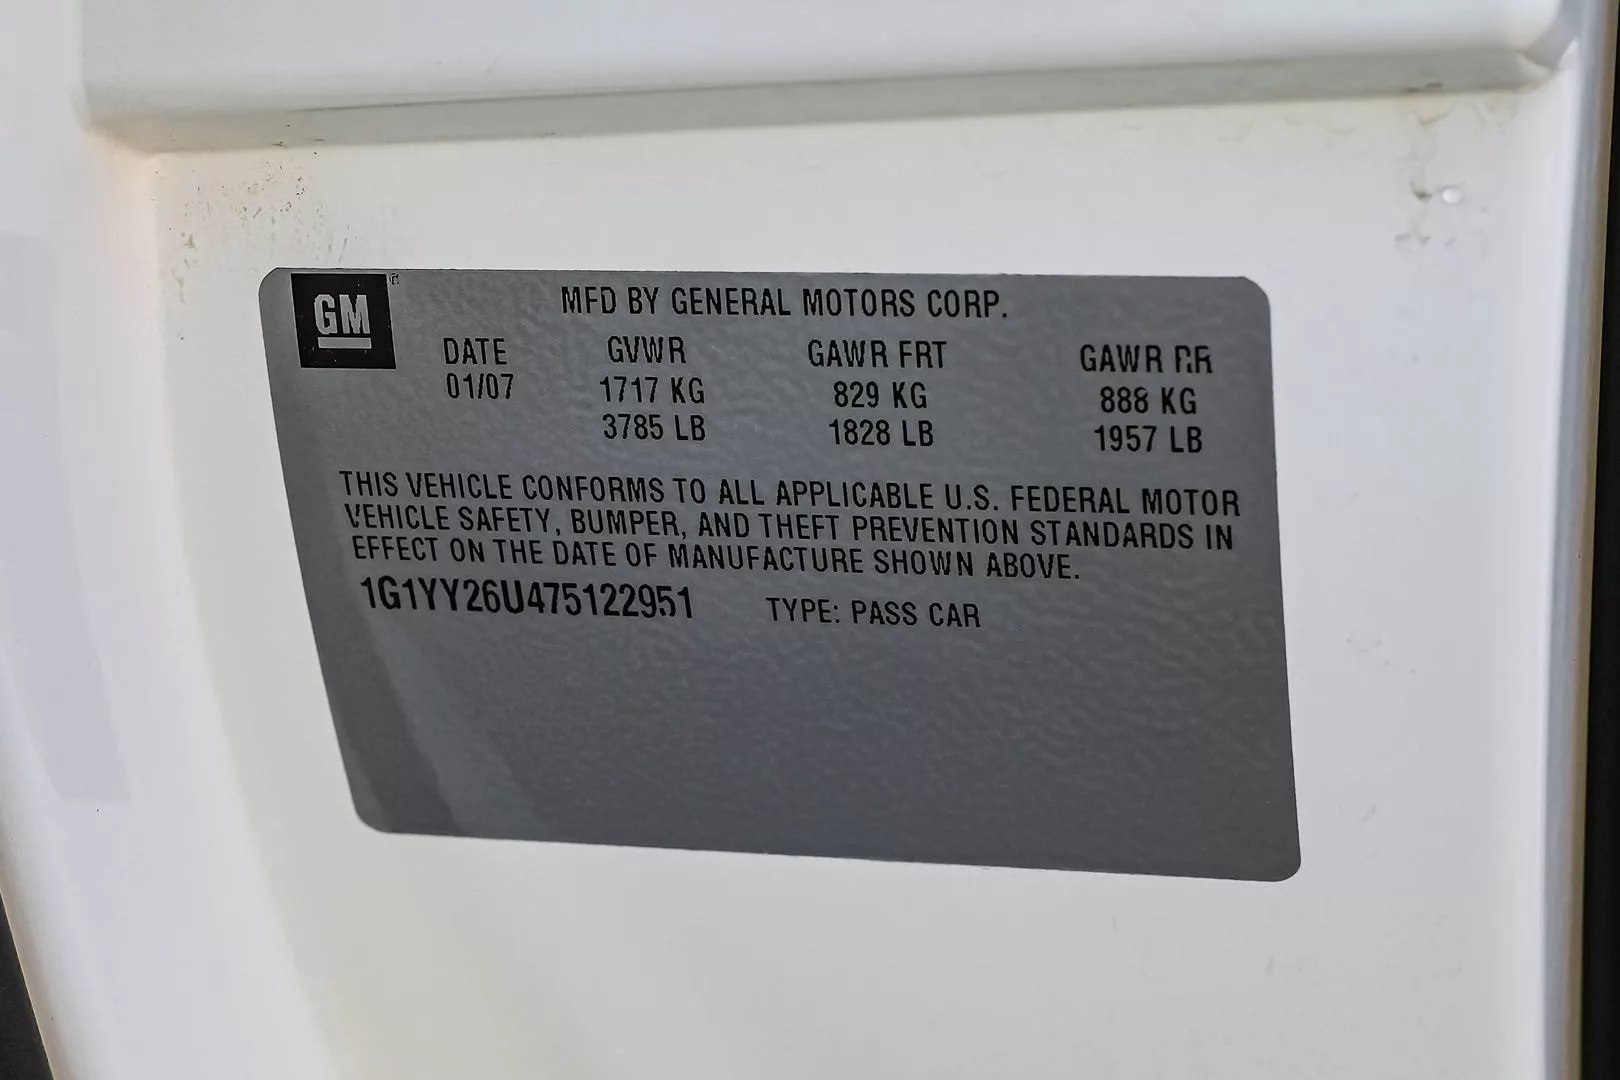 GM
MFD BY GENERAL MOTORS CORP.
DATE GVWR GAWR FRT GAWR RR
01/07 1717 KG 829 KG 888 KG
3785 LB 1828 LB 1957 LB
THIS VEHICLE CONFORMS TO ALL APPLICABLE U.S. FEDERAL MOTOR
VEHICLE SAFETY, BUMPER, AND THEFT PREVENTION STANDARDS IN
EFFECT ON THE DATE OF MANUFACTURE SHOWN ABOVE.
1G1YY26U475122951 TYPE: PASS CAR